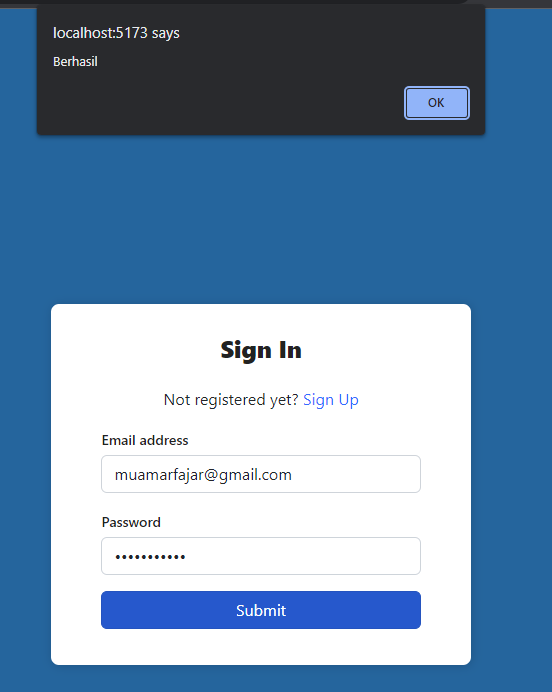 localhost:5173 says
Berhasil
OK
Sign In
Not registered yet? Sign Up
Email address
muamarfajar@gmail.com
Password
•••••••••••
Submit